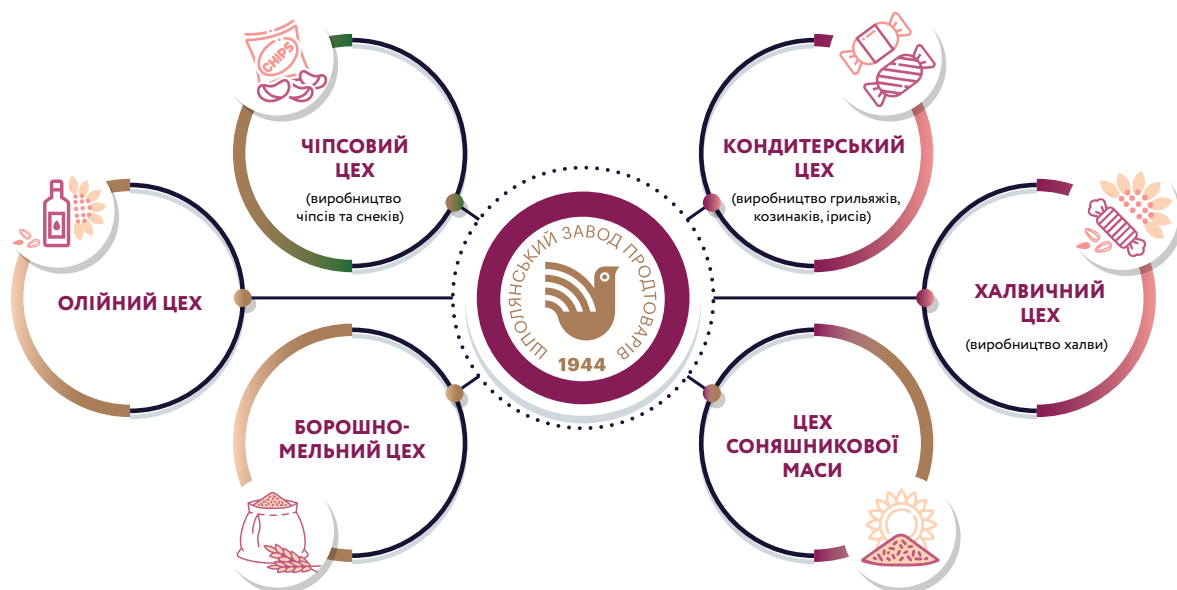 CHIPS
ЧІПСОВИЙ
ЦЕХ
(виробництво
чіпсів та снеків)
КОНДИТЕРСЬКИЙ
ЦЕХ
(виробництво грильяжів,
козинаків, ірисів)
ОЛІЙНИЙ ЦЕХ
ШПОЛЯНСЬКИЙ ЗАВОД ПРОДТОВАРІВ
1944
ХАЛВИЧНИЙ
ЦЕХ
(виробництво халви)
БОРОШНО-
МЕЛЬНИЙ ЦЕХ
ЦЕХ
СОНЯШНИКОВОЇ
МАСИ